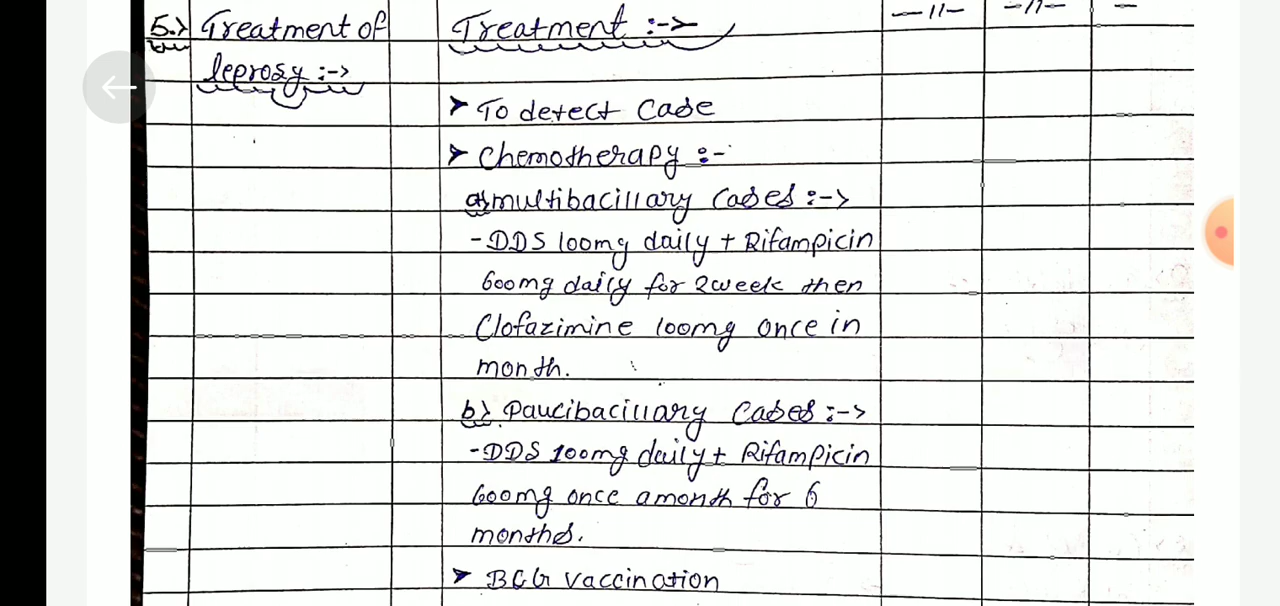 5.) Treatment of
leprosy :->
Treatment :->
—11— —11— —
➤ To detect Case
➤ Chemotherapy :-
a) multibacillary Cases :->
- DDS 100mg daily + Rifampicin
600mg daily for 2week then
Clofazimine 100mg once in
month.
b) Paucibacillary Cases :->
- DDS 100mg daily + Rifampicin
600mg once a month for 6
months.
➤ BCG vaccination